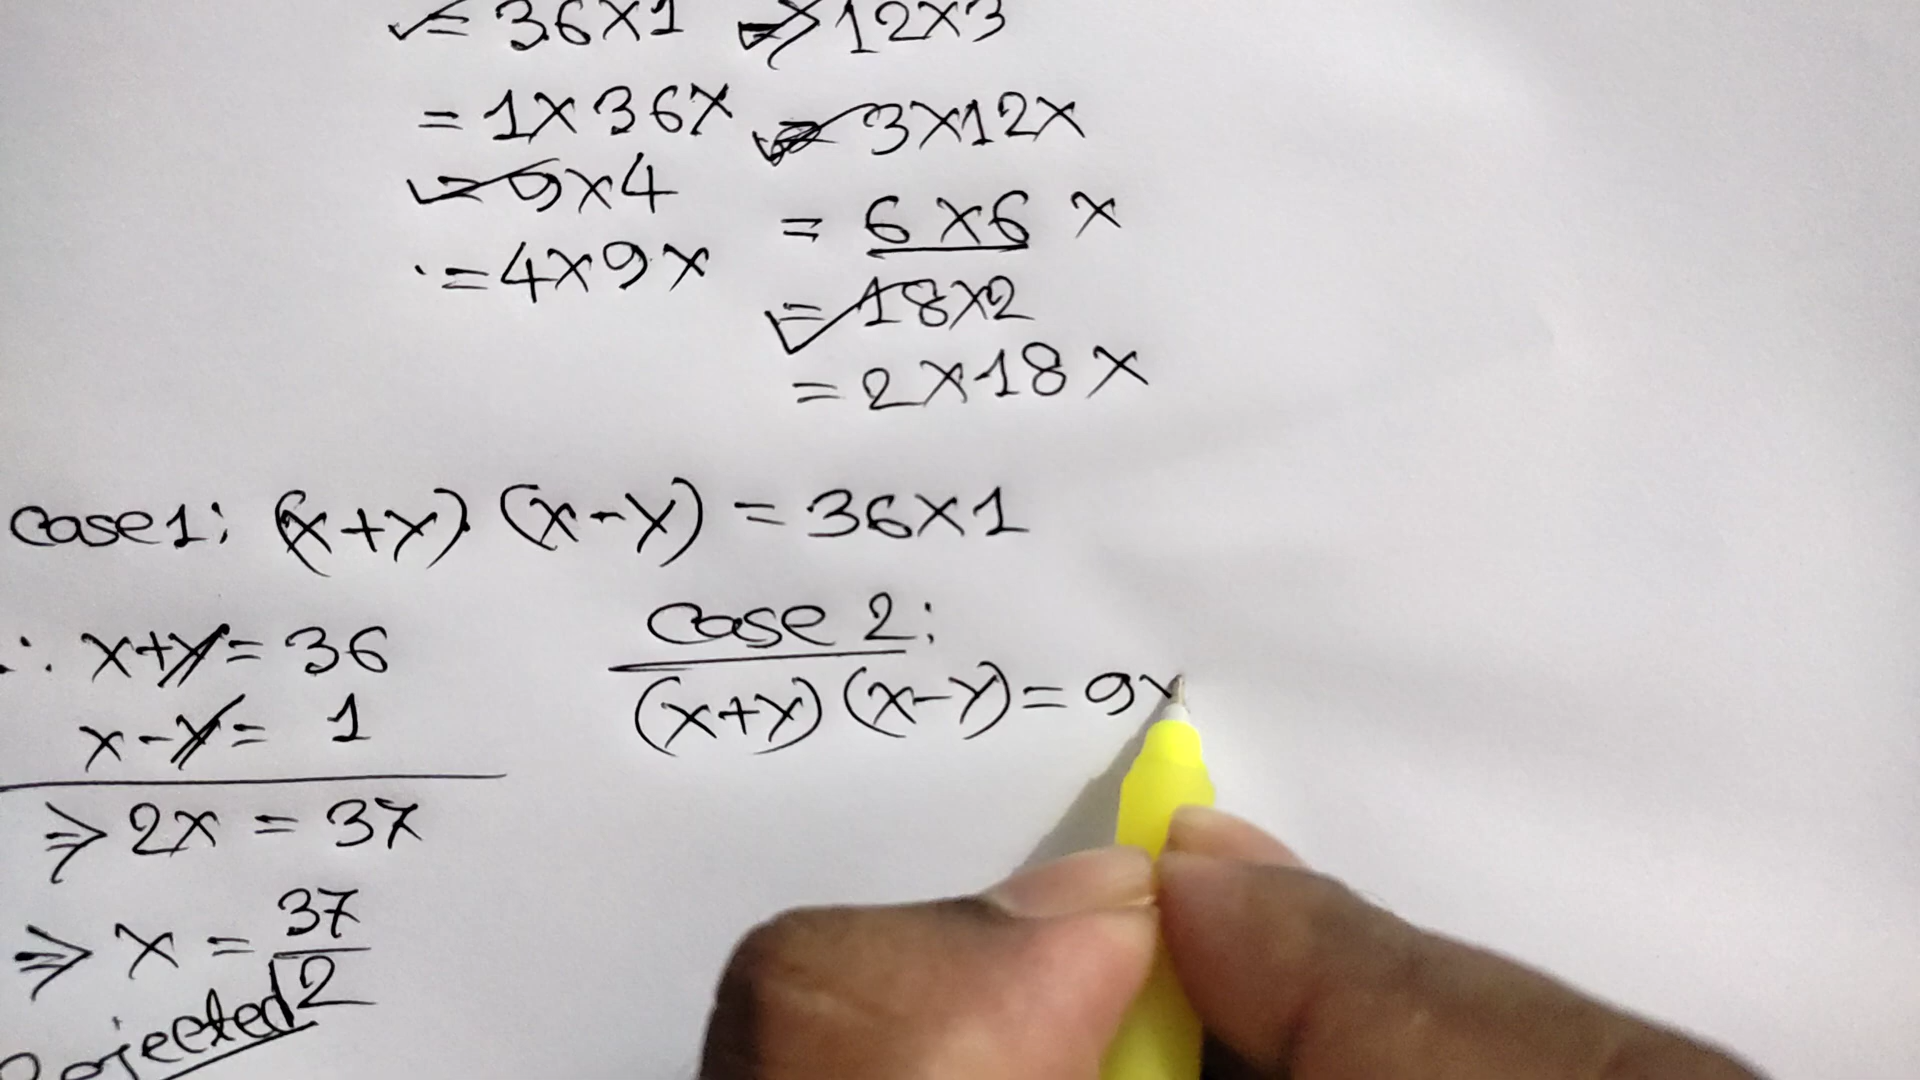 = 36×1
= 1×36×
= 9×4
= 4×9×
⇒ 12×3
3×12×
= 6×6 ×
= 18×2
= 2×18 ×
Case 1: (x+y) (x-y) = 36×1
∴ x+y = 36
x-y = 1
⇒ 2x = 37
⇒ x = 37/2
Rejected
Case 2:
(x+y) (x-y) = 9×